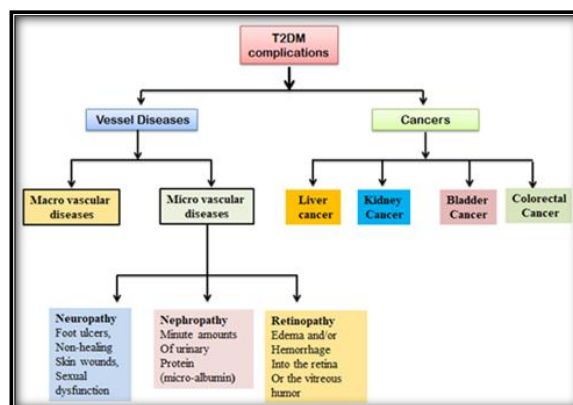 T2DM
complications
Vessel Diseases
Cancers
Macro vascular
diseases
Micro vascular
diseases
Liver
cancer
Kidney
Cancer
Bladder
Cancer
Colorectal
Cancer
Neuropathy
Foot ulcers,
Non-healing
Skin wounds,
Sexual
dysfunction
Nephropathy
Minute amounts
Of urinary
Protein
(micro-albumin)
Retinopathy
Edema and/or
Hemorrhage
Into the retina
Or the vitreous
humor